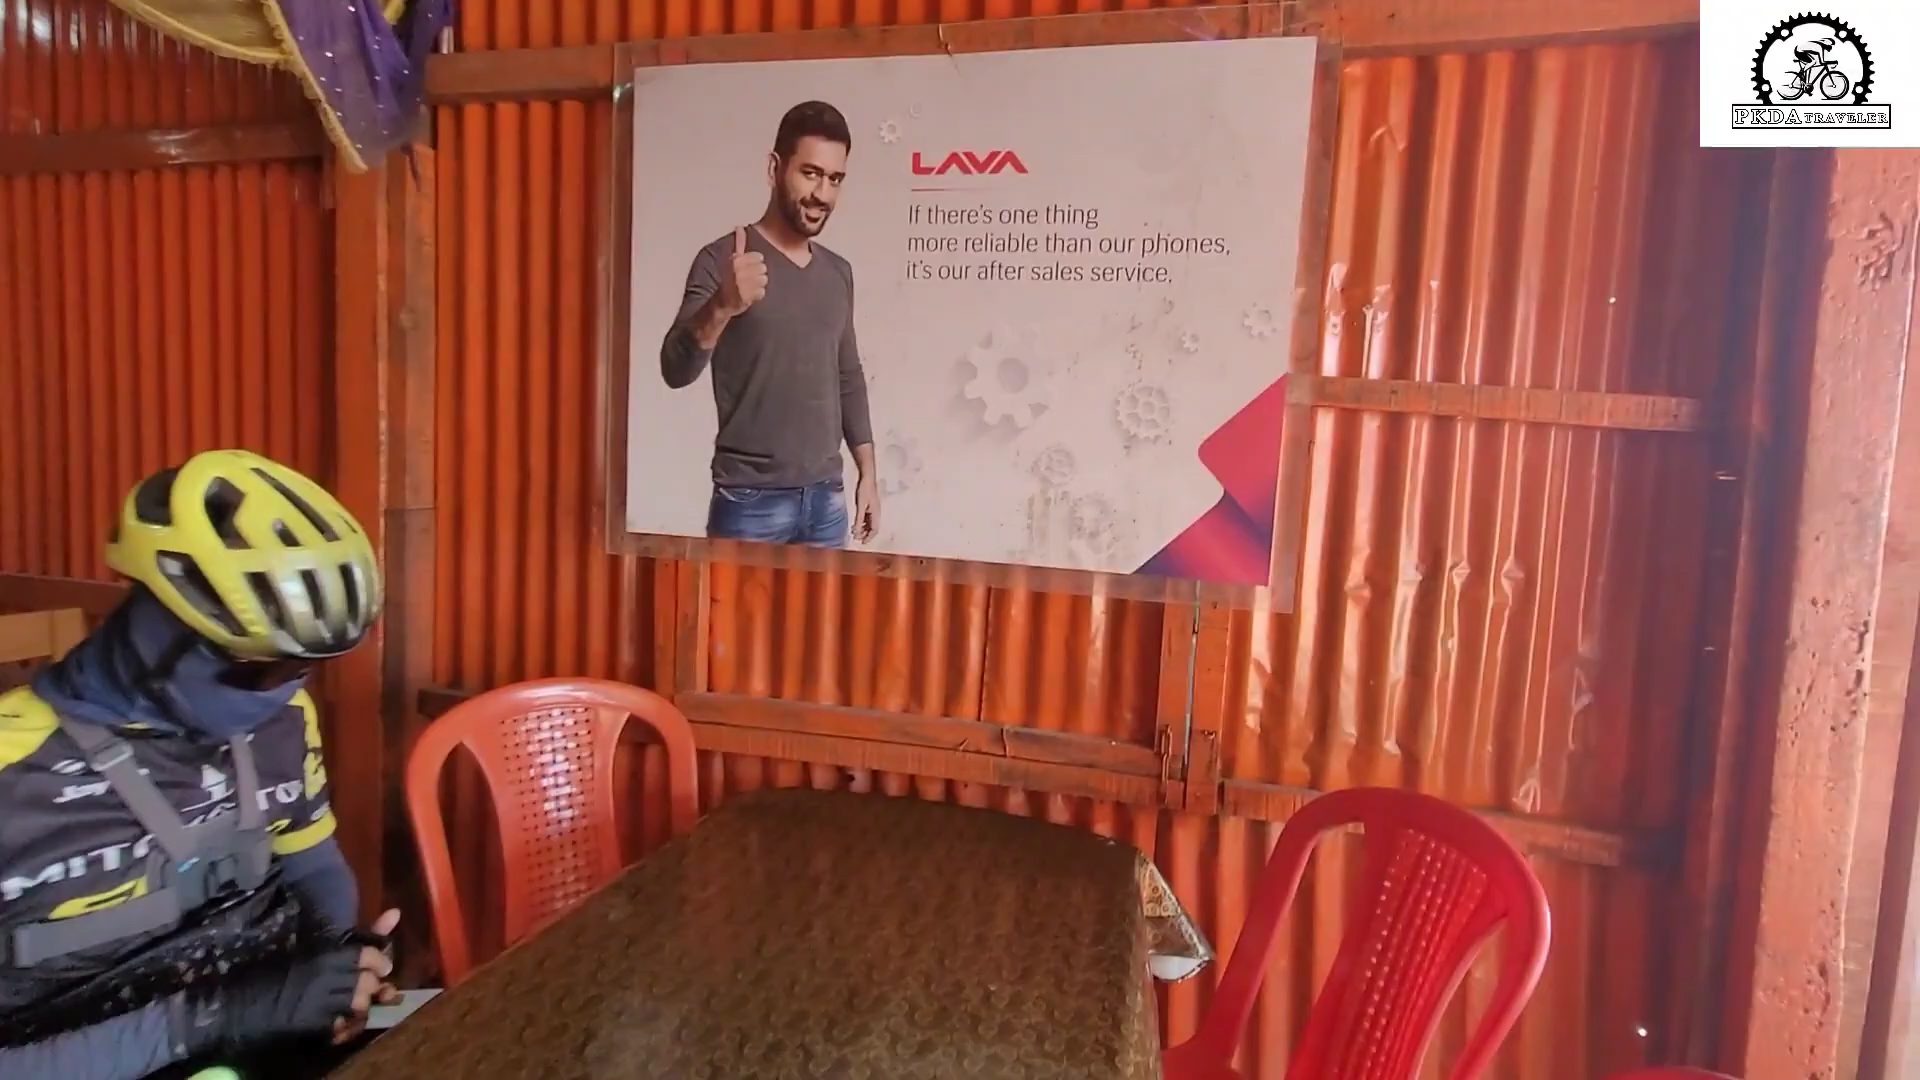 LAVA
If there's one thing
more reliable than our phones,
it's our after sales service.
PKDA TRAVELER